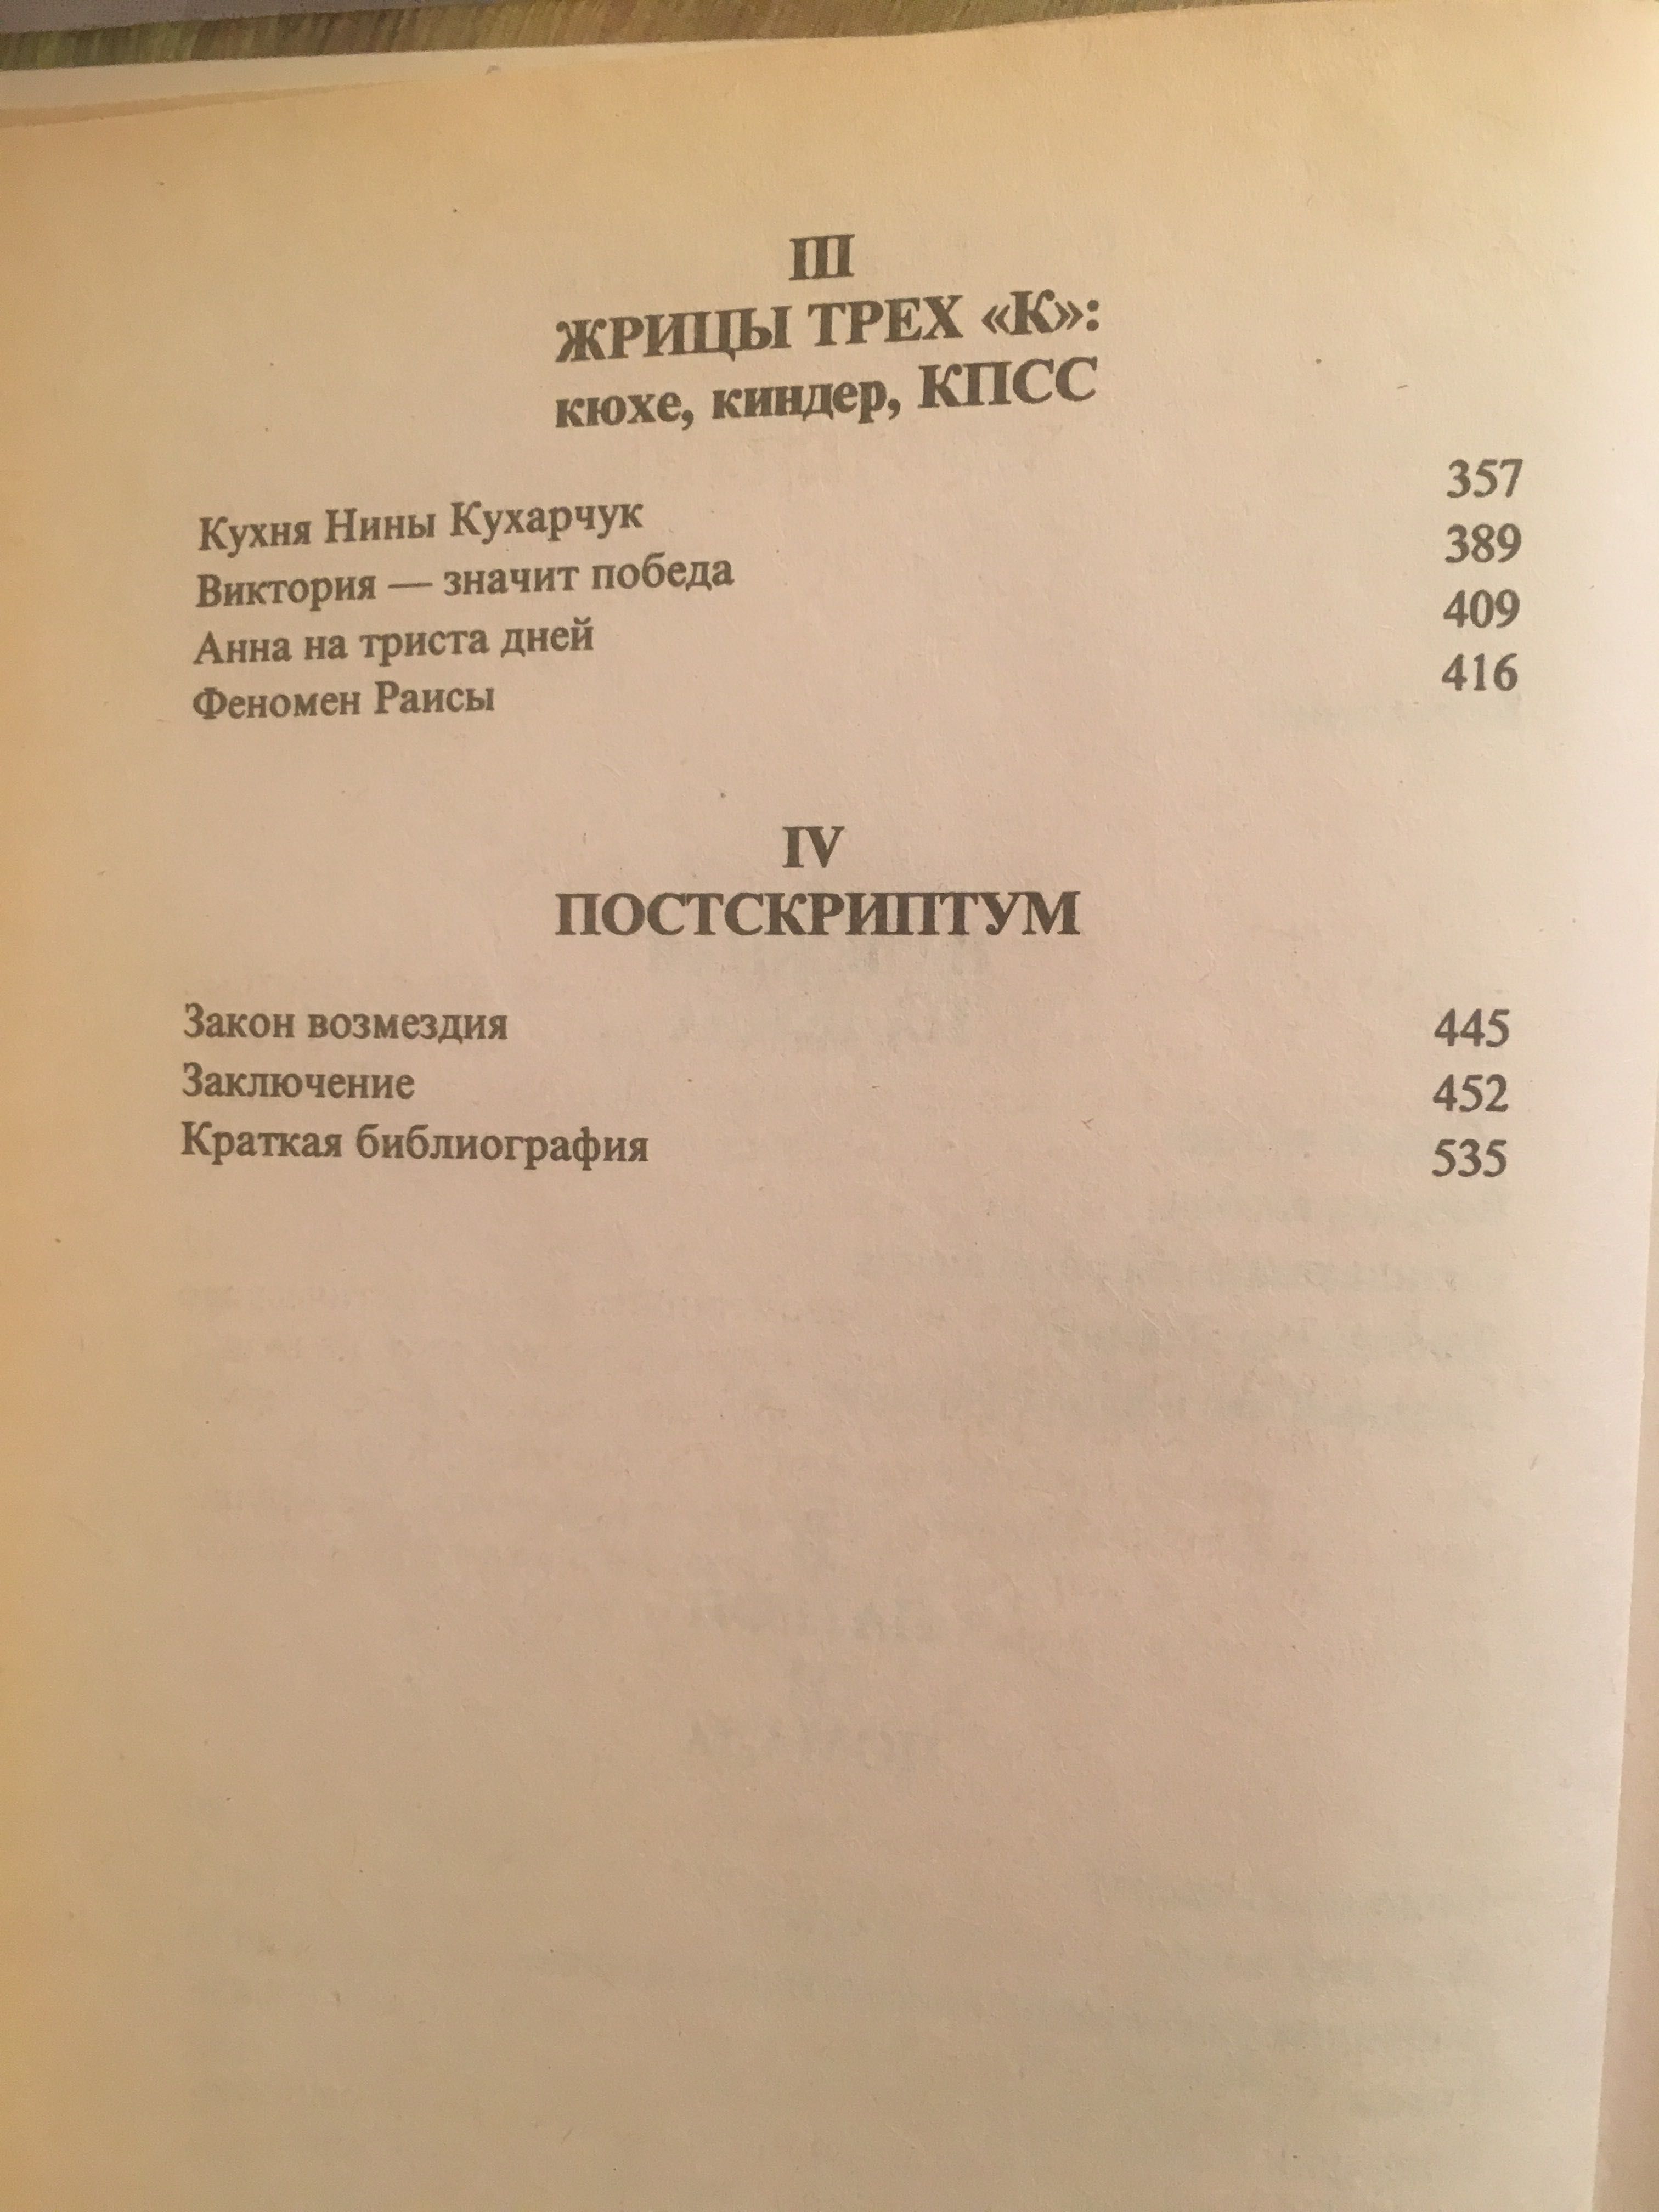 III
ЖРИЦЫ ТРЕХ «К»:
кюхе, киндер, КПСС
Кухня Нины Кухарчук 357
Виктория — значит победа 389
Анна на триста дней 409
Феномен Раисы 416
IV
ПОСТСКРИПТУМ
Закон возмездия 445
Заключение 452
Краткая библиография 535